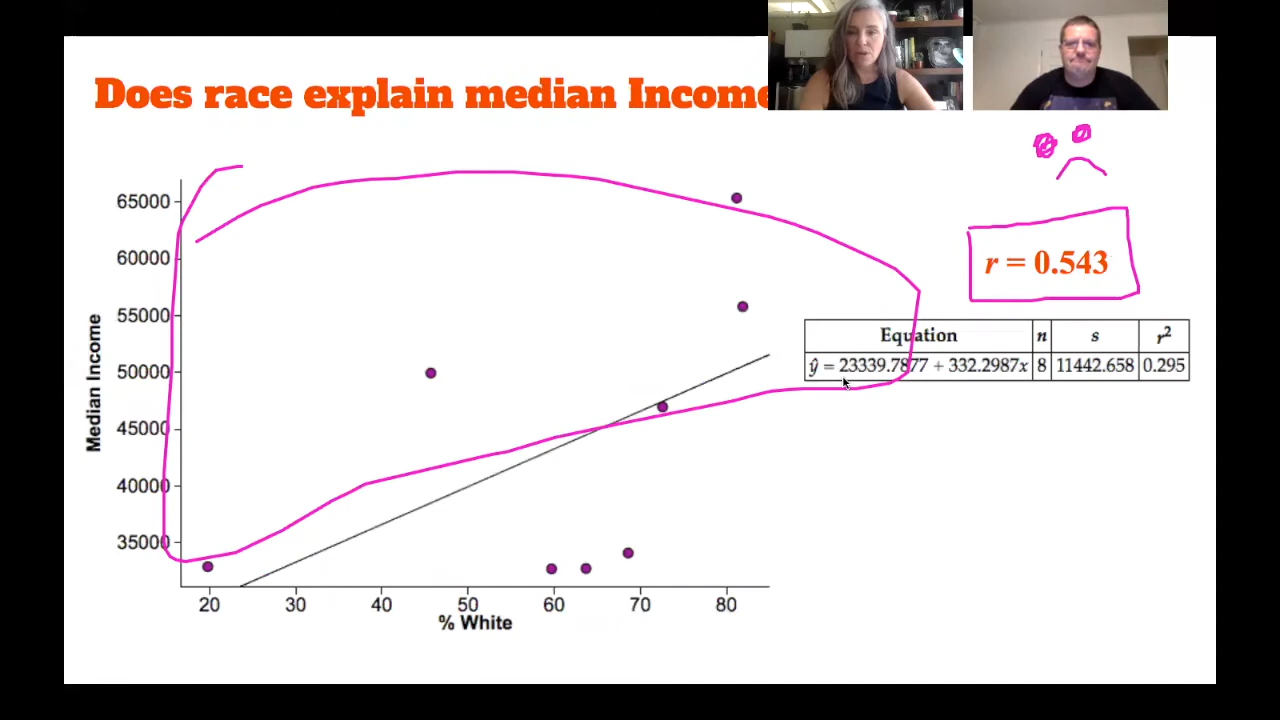 Does race explain median Income
65000
60000
55000
50000
45000
40000
35000
Median Income
20 30 40 50 60 70 80
% White
r = 0.543
Equation n s r²
ŷ = 23339.7877 + 332.2987x 8 11442.658 0.295